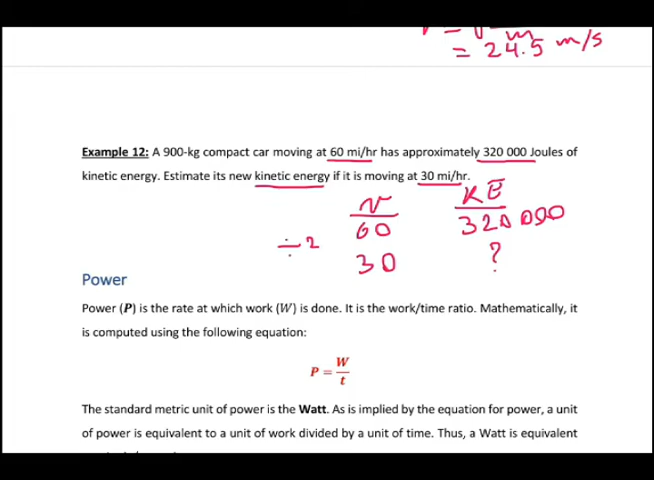 = 24.5 m/s
Example 12: A 900-kg compact car moving at 60 mi/hr has approximately 320 000 Joules of
kinetic energy. Estimate its new kinetic energy if it is moving at 30 mi/hr.
v KE
60 320 000
÷2
30 ?
Power
Power (P) is the rate at which work (W) is done. It is the work/time ratio. Mathematically, it
is computed using the following equation:
P = W/t
The standard metric unit of power is the Watt. As is implied by the equation for power, a unit
of power is equivalent to a unit of work divided by a unit of time. Thus, a Watt is equivalent